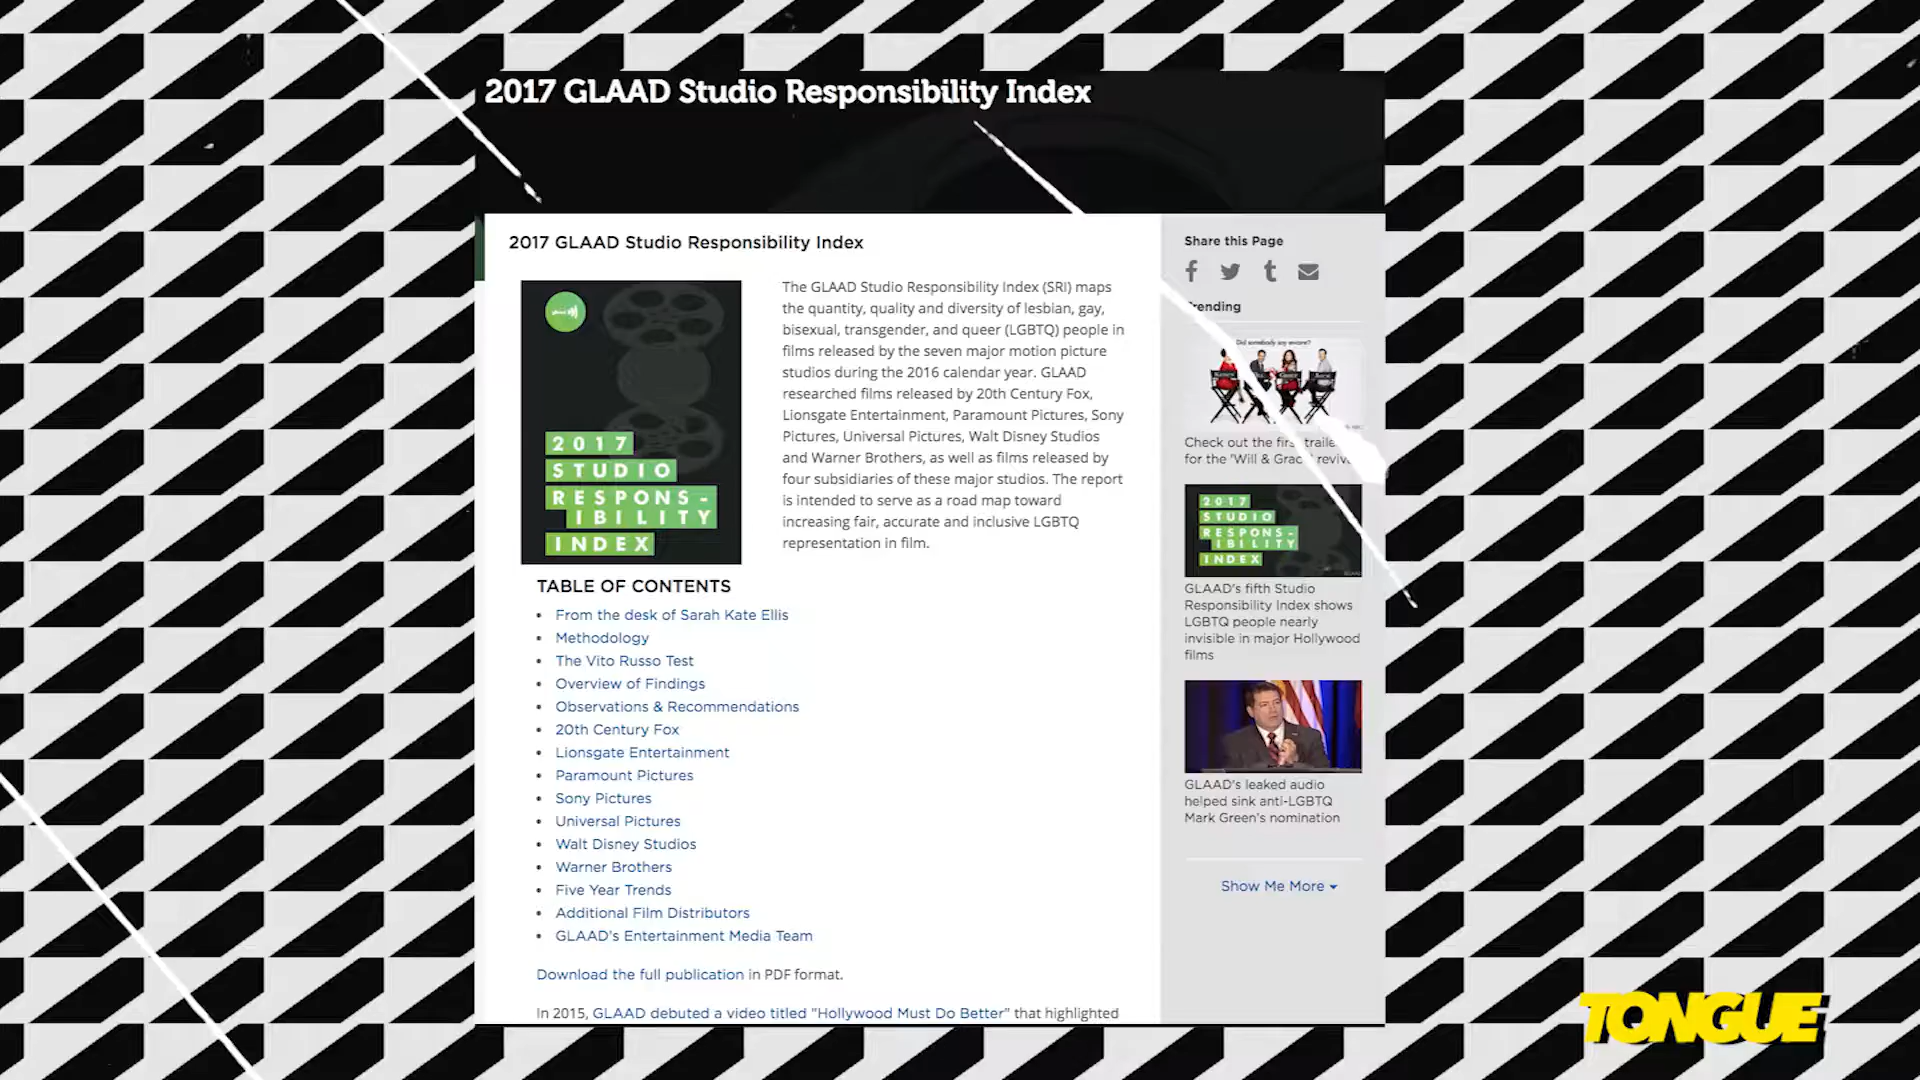 2017 GLAAD Studio Responsibility Index
2017 GLAAD Studio Responsibility Index
glaad
2017
STUDIO
RESPONS-
IBILITY
INDEX
The GLAAD Studio Responsibility Index (SRI) maps
the quantity, quality and diversity of lesbian, gay,
bisexual, transgender, and queer (LGBTQ) people in
films released by the seven major motion picture
studios during the 2016 calendar year. GLAAD
researched films released by 20th Century Fox,
Lionsgate Entertainment, Paramount Pictures, Sony
Pictures, Universal Pictures, Walt Disney Studios
and Warner Brothers, as well as films released by
four subsidiaries of these major studios. The report
is intended to serve as a road map toward
increasing fair, accurate and inclusive LGBTQ
representation in film.
TABLE OF CONTENTS
• From the desk of Sarah Kate Ellis
• Methodology
• The Vito Russo Test
• Overview of Findings
• Observations & Recommendations
• 20th Century Fox
• Lionsgate Entertainment
• Paramount Pictures
• Sony Pictures
• Universal Pictures
• Walt Disney Studios
• Warner Brothers
• Five Year Trends
• Additional Film Distributors
• GLAAD's Entertainment Media Team
Download the full publication in PDF format.
In 2015, GLAAD debuted a video titled "Hollywood Must Do Better" that highlighted
Share this Page
Trending
Did somebody say encore?
Check out the first trailer
for the 'Will & Grace' reviv
2017
STUDIO
RESPONS-
IBILITY
INDEX
GLAAD's fifth Studio
Responsibility Index shows
LGBTQ people nearly
invisible in major Hollywood
films
GLAAD's leaked audio
helped sink anti-LGBTQ
Mark Green's nomination
Show Me More
TONGUE